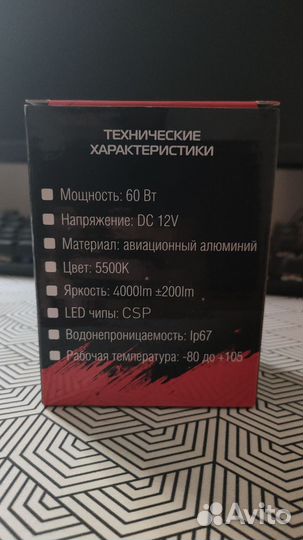 ТЕХНИЧЕСКИЕ
ХАРАКТЕРИСТИКИ
Мощность: 60 Вт
Напряжение: DC 12V
Материал: авиационный алюминий
Цвет: 5500K
Яркость: 4000lm ±200lm
LED чипы: CSP
Водонепроницаемость: Ip67
Рабочая температура: -80 до +105
Avito